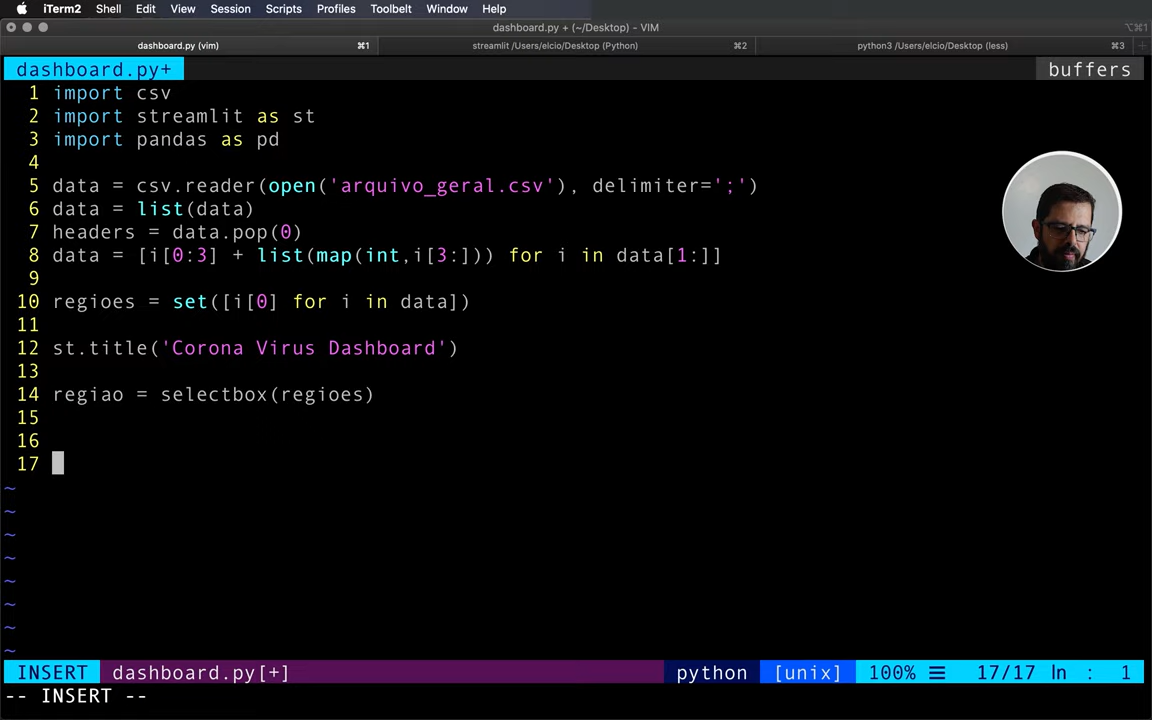 iTerm2 Shell Edit View Session Scripts Profiles Toolbelt Window Help
dashboard.py + (~/Desktop) - VIM ⌥⌘1
dashboard.py (vim) ⌘1 streamlit /Users/elcio/Desktop (Python) ⌘2 python3 /Users/elcio/Desktop (less) ⌘3 +
dashboard.py+ buffers
1 import csv
2 import streamlit as st
3 import pandas as pd
4
5 data = csv.reader(open('arquivo_geral.csv'), delimiter=';')
6 data = list(data)
7 headers = data.pop(0)
8 data = [i[0:3] + list(map(int,i[3:])) for i in data[1:]]
9
10 regioes = set([i[0] for i in data])
11
12 st.title('Corona Virus Dashboard')
13
14 regiao = selectbox(regioes)
15
16
17
~
~
~
~
~
~
~
~
INSERT dashboard.py[+] python [unix] 100% ☰ 17/17 ln : 1
-- INSERT --